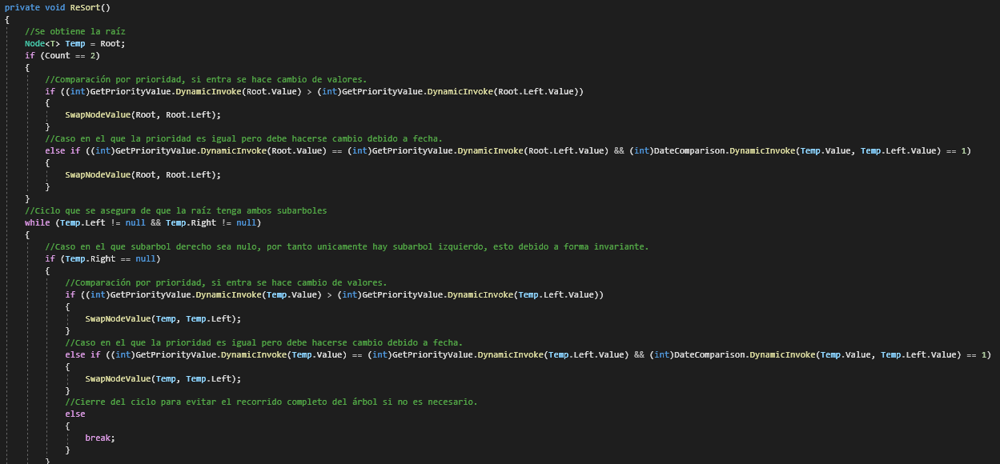 private void ReSort()
{
//Se obtiene la raíz
Node<T> Temp = Root;
if (Count == 2)
{
//Comparación por prioridad, si entra se hace cambio de valores.
if ((int)GetPriorityValue.DynamicInvoke(Root.Value) > (int)GetPriorityValue.DynamicInvoke(Root.Left.Value))
{
SwapNodeValue(Root, Root.Left);
}
//Caso en el que la prioridad es igual pero debe hacerse cambio debido a fecha.
else if ((int)GetPriorityValue.DynamicInvoke(Root.Value) == (int)GetPriorityValue.DynamicInvoke(Root.Left.Value) && (int)DateComparison.DynamicInvoke(Temp.Value, Temp.Left.Value) == 1)
{
SwapNodeValue(Root, Root.Left);
}
}
//Ciclo que se asegura de que la raíz tenga ambos subarboles
while (Temp.Left != null && Temp.Right != null)
{
//Caso en el que subarbol derecho sea nulo, por tanto unicamente hay subarbol izquierdo, esto debido a forma invariante.
if (Temp.Right == null)
{
//Comparación por prioridad, si entra se hace cambio de valores.
if ((int)GetPriorityValue.DynamicInvoke(Temp.Value) > (int)GetPriorityValue.DynamicInvoke(Temp.Left.Value))
{
SwapNodeValue(Temp, Temp.Left);
}
//Caso en el que la prioridad es igual pero debe hacerse cambio debido a fecha.
else if ((int)GetPriorityValue.DynamicInvoke(Temp.Value) == (int)GetPriorityValue.DynamicInvoke(Temp.Left.Value) && (int)DateComparison.DynamicInvoke(Temp.Value, Temp.Left.Value) == 1)
{
SwapNodeValue(Temp, Temp.Left);
}
//Cierre del ciclo para evitar el recorrido completo del árbol si no es necesario.
else
{
break;
}
}